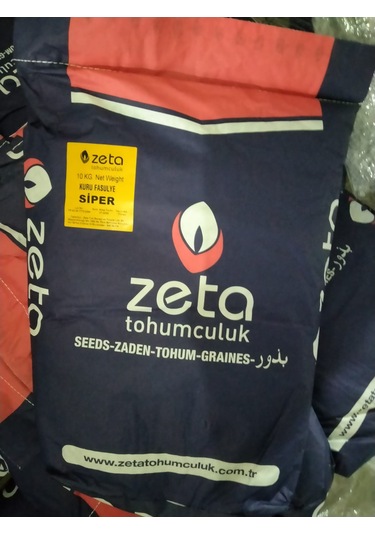 zeta
tohumculuk
10 KG Net Weight
KURU FASULYE
SİPER
zeta
tohumculuk
SEEDS-ZADEN-TOHUM-GRAINES-بذور
www.zetatohumculuk.com.tr
zeta